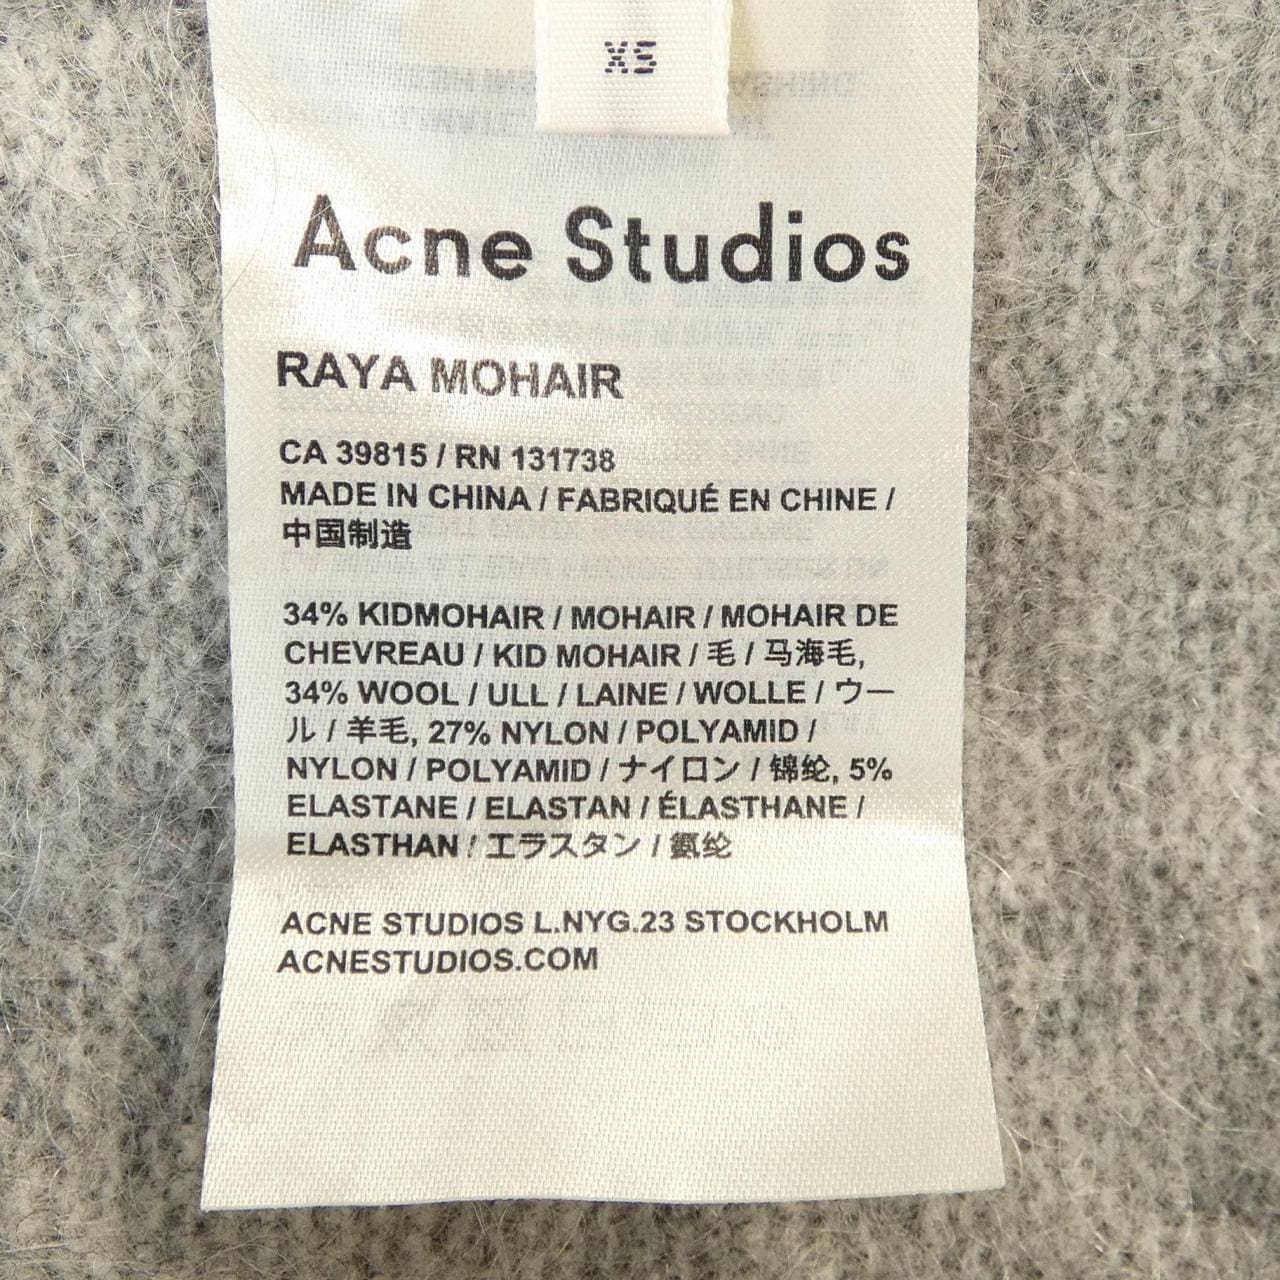 XS
Acne Studios
RAYA MOHAIR
CA 39815 / RN 131738
MADE IN CHINA / FABRIQUÉ EN CHINE /
中国制造
34% KIDMOHAIR / MOHAIR / MOHAIR DE
CHEVREAU / KID MOHAIR / 毛 / 马海毛,
34% WOOL / ULL / LAINE / WOLLE / ウー
ル / 羊毛, 27% NYLON / POLYAMID /
NYLON / POLYAMID / ナイロン / 锦纶, 5%
ELASTANE / ELASTAN / ÉLASTHANE /
ELASTHAN / エラスタン / 氨纶
ACNE STUDIOS L.NYG.23 STOCKHOLM
ACNESTUDIOS.COM